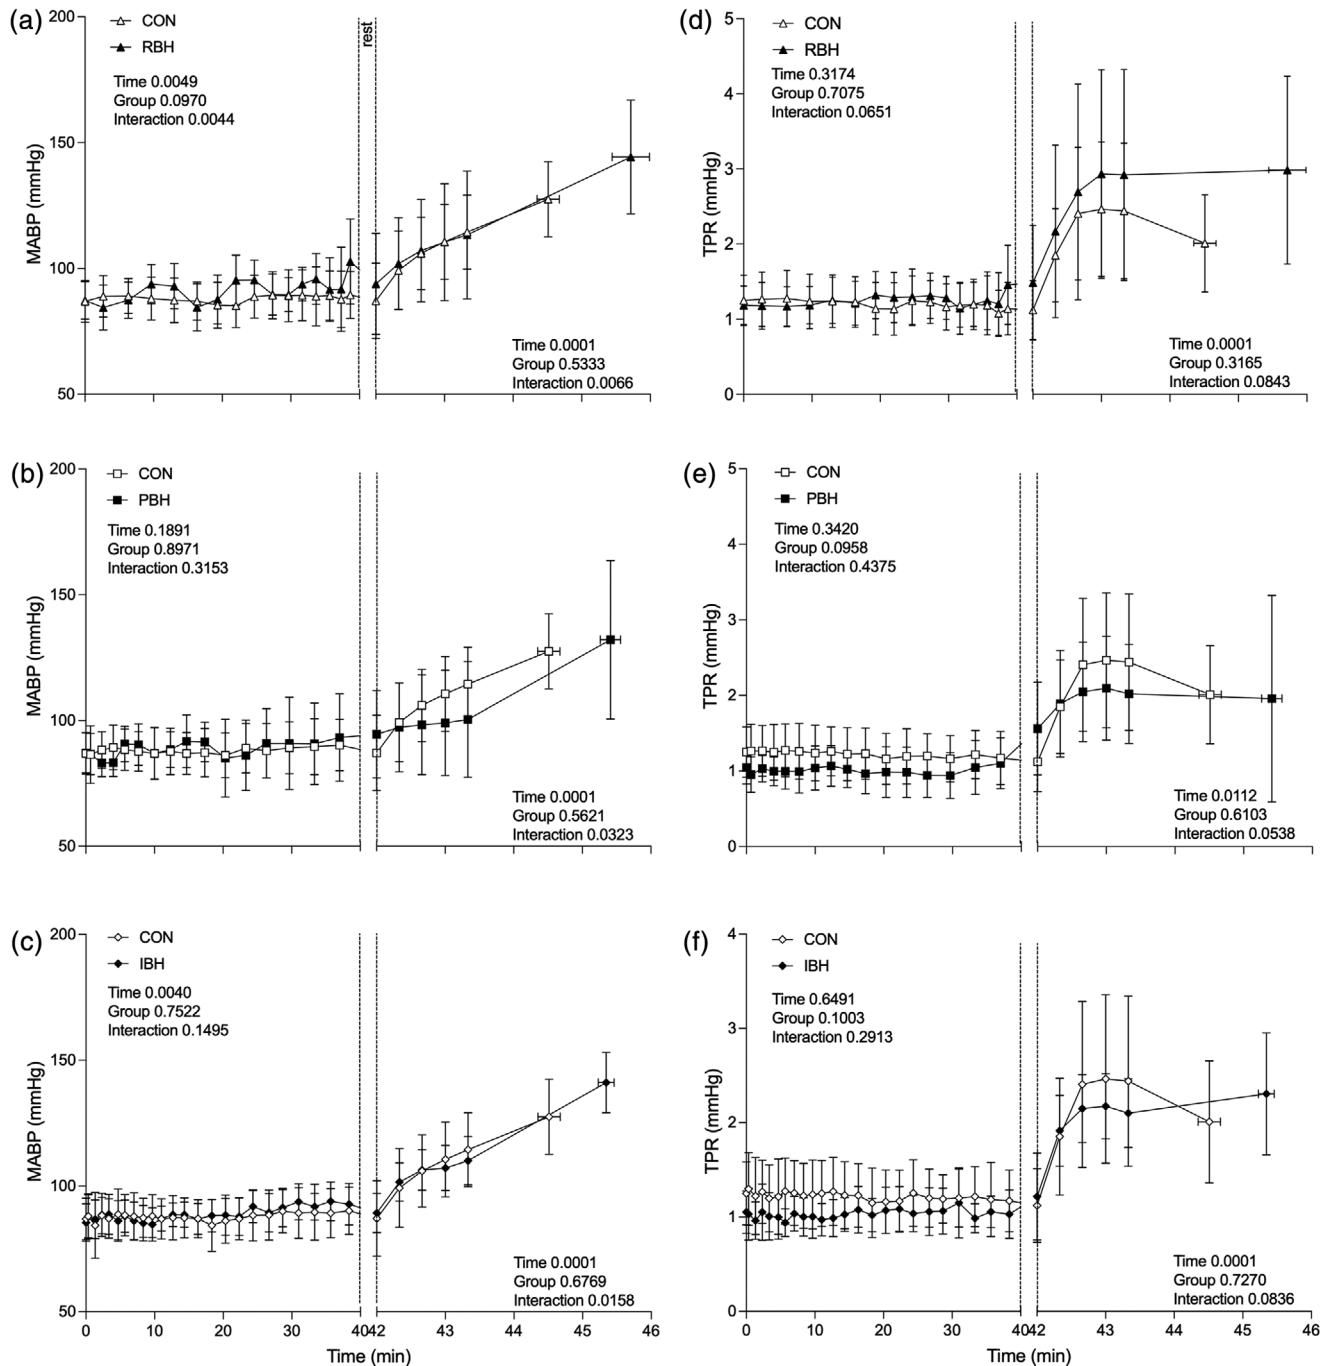 (a)
200
150
100
50
MABP (mmHg)
CON
RBH
Time 0.0049
Group 0.0970
Interaction 0.0044
rest
Time 0.0001
Group 0.5333
Interaction 0.0066
(d)
5
4
3
2
1
0
TPR (mmHg)
CON
RBH
Time 0.3174
Group 0.7075
Interaction 0.0651
Time 0.0001
Group 0.3165
Interaction 0.0843
(b)
200
150
100
50
MABP (mmHg)
CON
PBH
Time 0.1891
Group 0.8971
Interaction 0.3153
Time 0.0001
Group 0.5621
Interaction 0.0323
(e)
5
4
3
2
1
0
TPR (mmHg)
CON
PBH
Time 0.3420
Group 0.0958
Interaction 0.4375
Time 0.0112
Group 0.6103
Interaction 0.0538
(c)
200
150
100
50
MABP (mmHg)
CON
IBH
Time 0.0040
Group 0.7522
Interaction 0.1495
Time 0.0001
Group 0.6769
Interaction 0.0158
0 10 20 30 40 42 43 44 45 46
Time (min)
(f)
4
3
2
1
0
TPR (mmHg)
CON
IBH
Time 0.6491
Group 0.1003
Interaction 0.2913
Time 0.0001
Group 0.7270
Interaction 0.0836
0 10 20 30 40 42 43 44 45 46
Time (min)